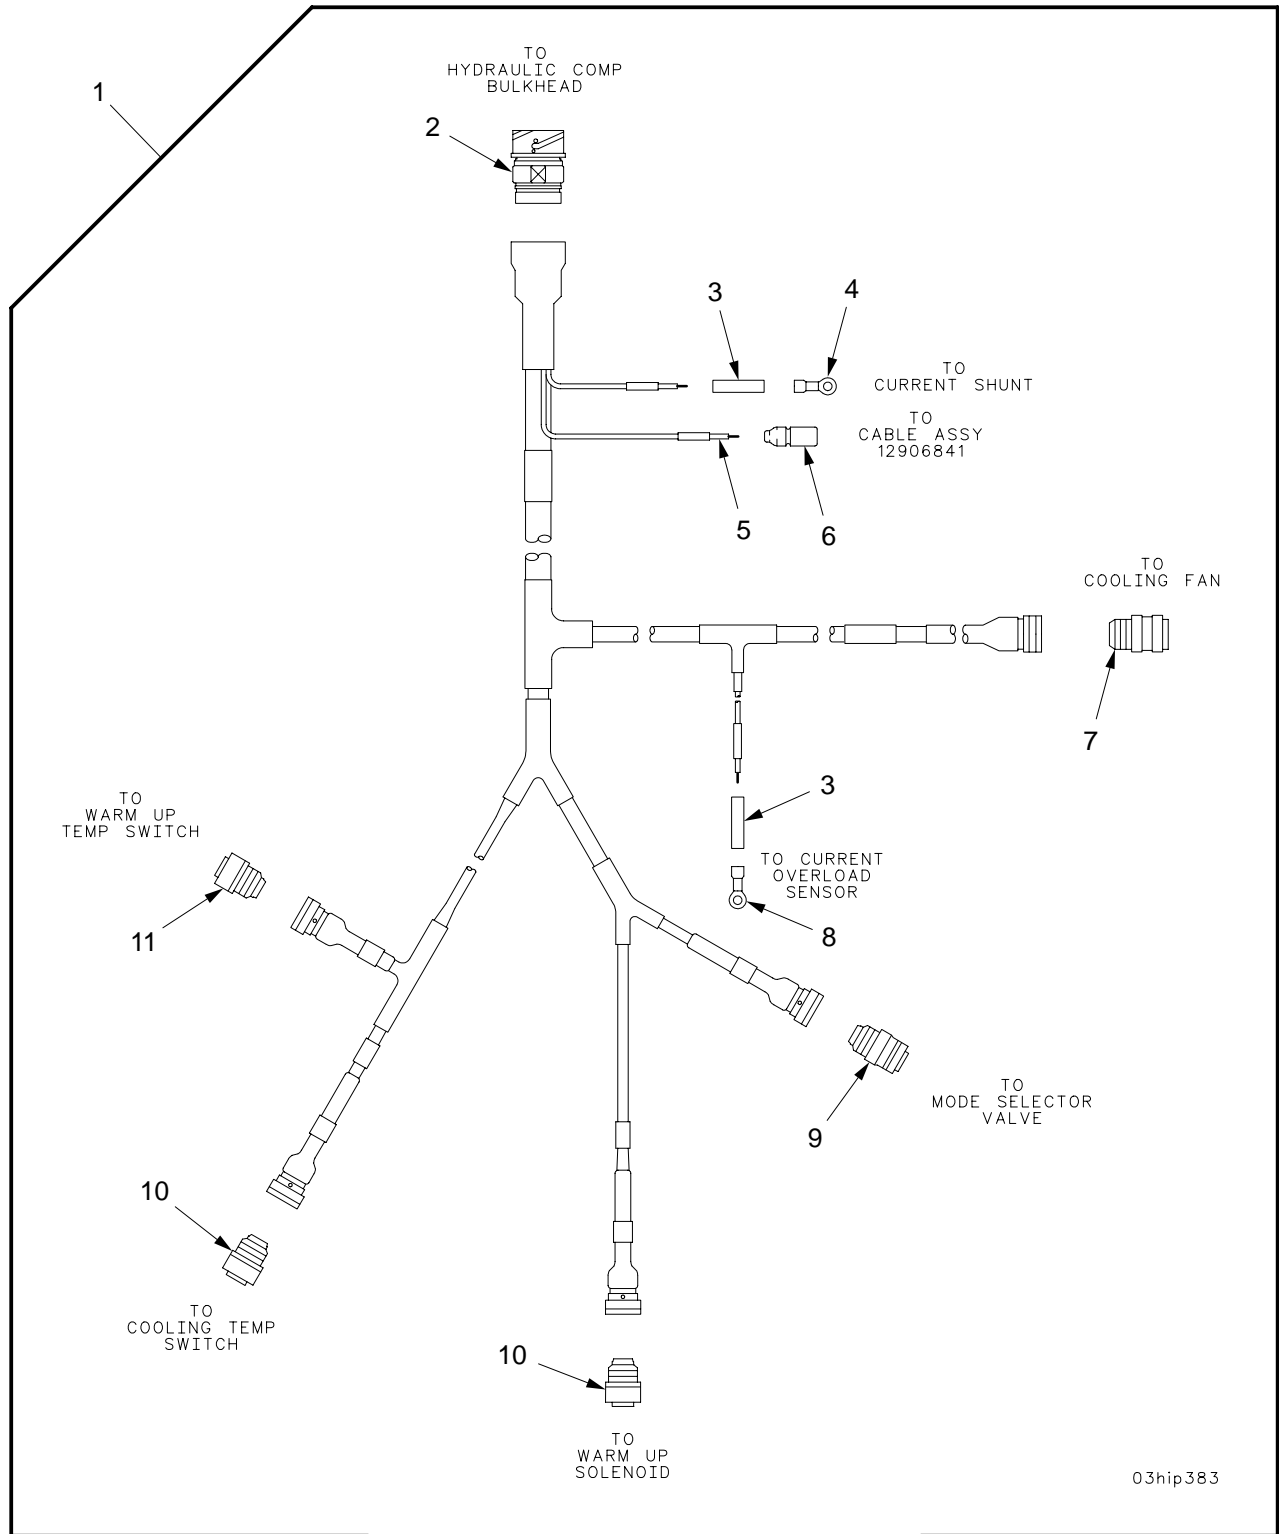 TO
HYDRAULIC COMP
BULKHEAD
1
2
3
4
TO
CURRENT SHUNT
TO
CABLE ASSY
12906841
5
6
TO
COOLING FAN
7
3
TO CURRENT
OVERLOAD
SENSOR
8
TO
WARM UP
TEMP SWITCH
11
9
TO
MODE SELECTOR
VALVE
10
TO
COOLING TEMP
SWITCH
10
TO
WARM UP
SOLENOID
03hip383